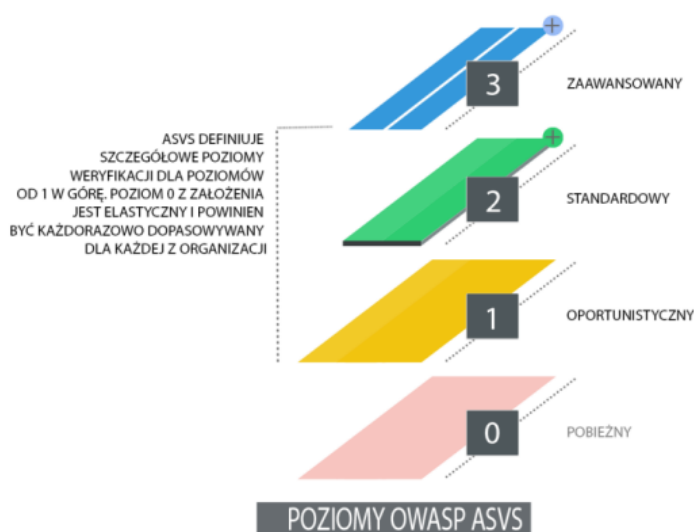 3
ZAAWANSOWANY
ASVS DEFINIUJE
SZCZEGÓŁOWE POZIOMY
WERYFIKACJI DLA POZIOMÓW
OD 1 W GÓRĘ. POZIOM 0 Z ZAŁOŻENIA
JEST ELASTYCZNY I POWINIEN
BYĆ KAŻDORAZOWO DOPASOWYWANY
DLA KAŻDEJ Z ORGANIZACJI
2
STANDARDOWY
1
OPORTUNISTYCZNY
0
POBIEŻNY
POZIOMY OWASP ASVS